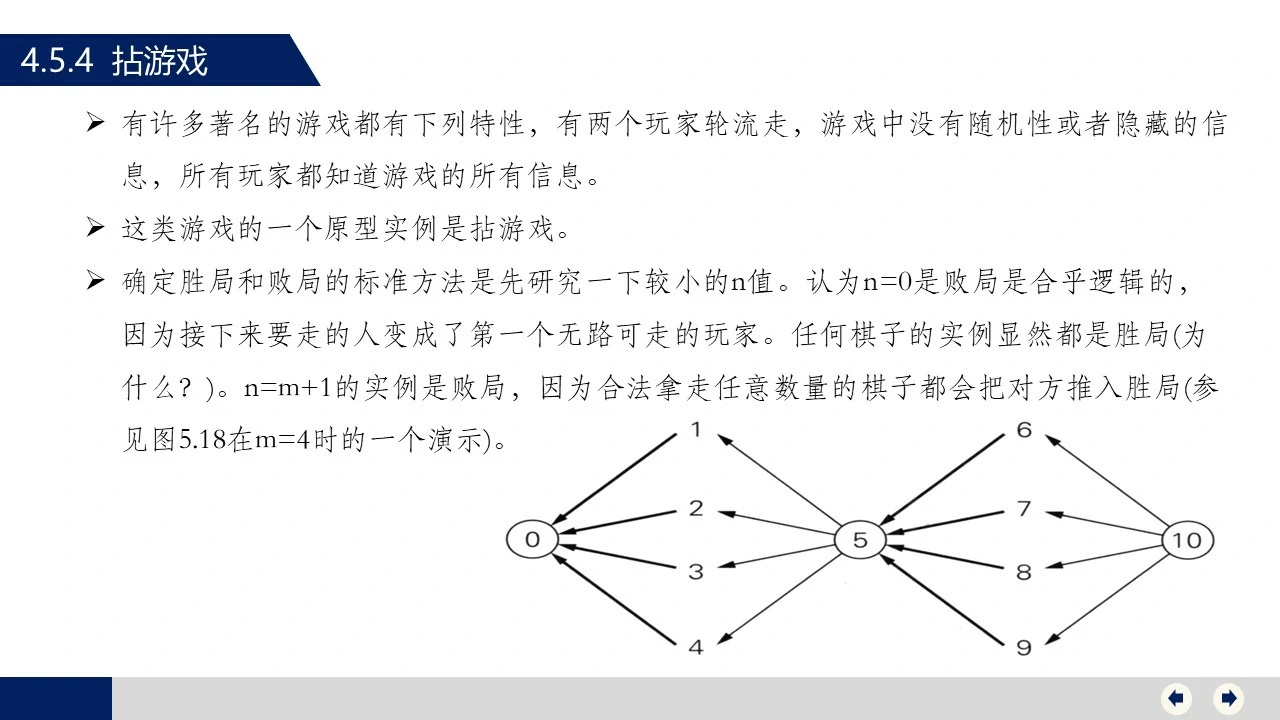 4.5.4 拈游戏
有许多著名的游戏都有下列特性，有两个玩家轮流走，游戏中没有随机性或者隐藏的信
息，所有玩家都知道游戏的所有信息。
这类游戏的一个原型实例是拈游戏。
确定胜局和败局的标准方法是先研究一下较小的n值。认为n=0是败局是合乎逻辑的，
因为接下来要走的人变成了第一个无路可走的玩家。任何棋子的实例显然都是胜局(为
什么？)。n=m+1的实例是败局，因为合法拿走任意数量的棋子都会把对方推入胜局(参
见图5.18在m=4时的一个演示)。
1 6
2 7
0 5 10
3 8
4 9